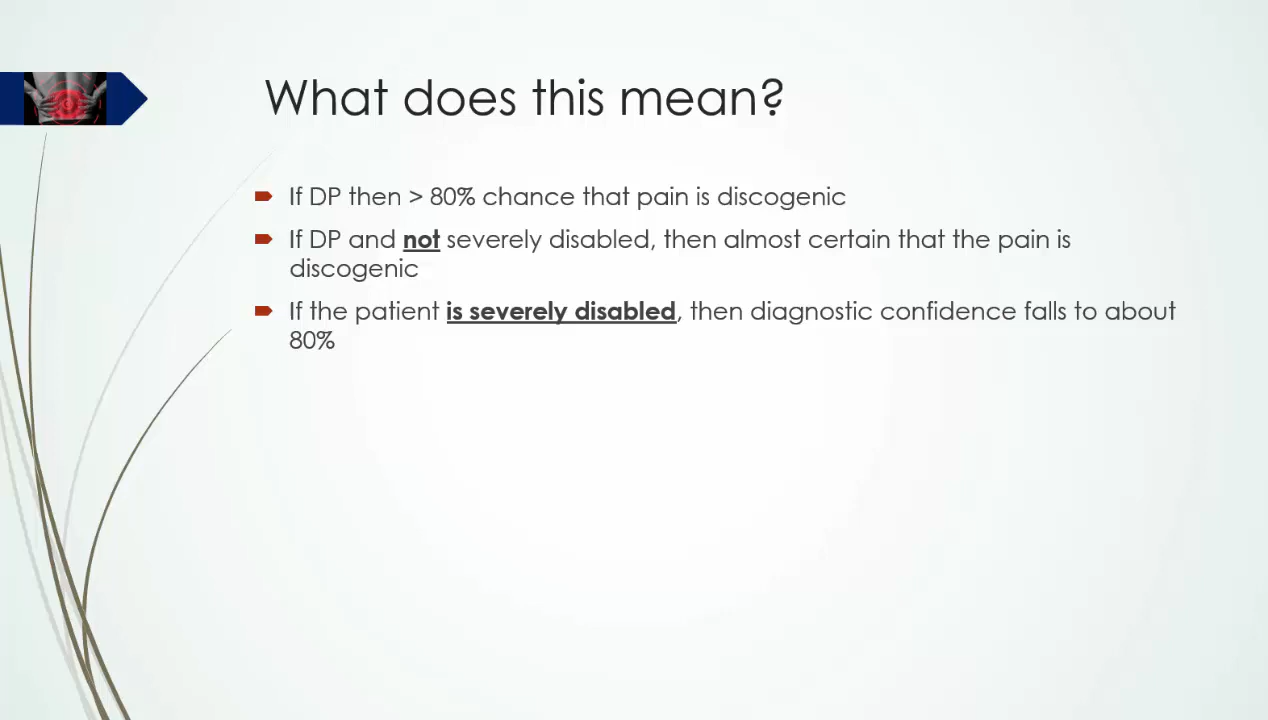 What does this mean?
If DP then > 80% chance that pain is discogenic
If DP and not severely disabled, then almost certain that the pain is
discogenic
If the patient is severely disabled, then diagnostic confidence falls to about
80%